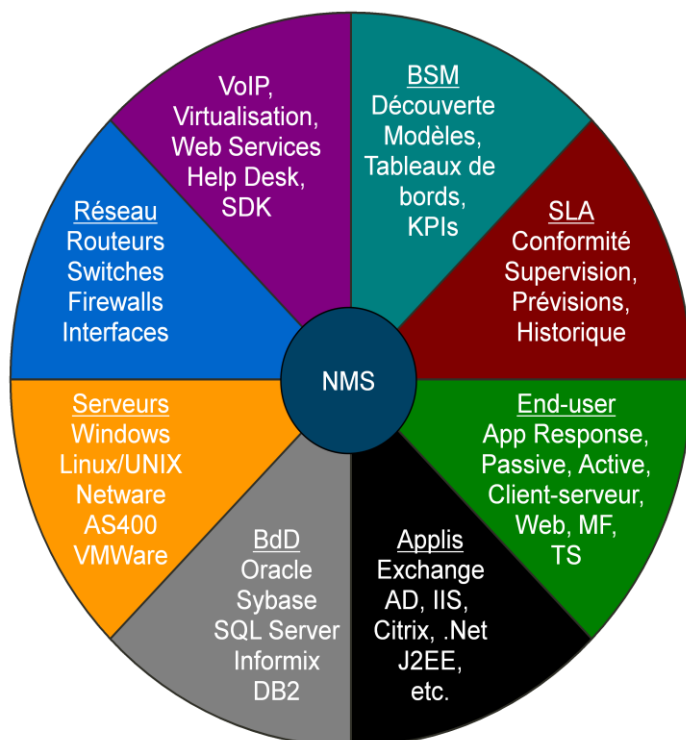 VoIP,
Virtualisation,
Web Services
Help Desk,
SDK
BSM
Découverte
Modèles,
Tableaux de
bords,
KPIs
SLA
Conformité
Supervision,
Prévisions,
Historique
End-user
App Response,
Passive, Active,
Client-serveur,
Web, MF,
TS
Applis
Exchange
AD, IIS,
Citrix, .Net
J2EE,
etc.
BdD
Oracle
Sybase
SQL Server
Informix
DB2
Serveurs
Windows
Linux/UNIX
Netware
AS400
VMWare
Réseau
Routeurs
Switches
Firewalls
Interfaces
NMS